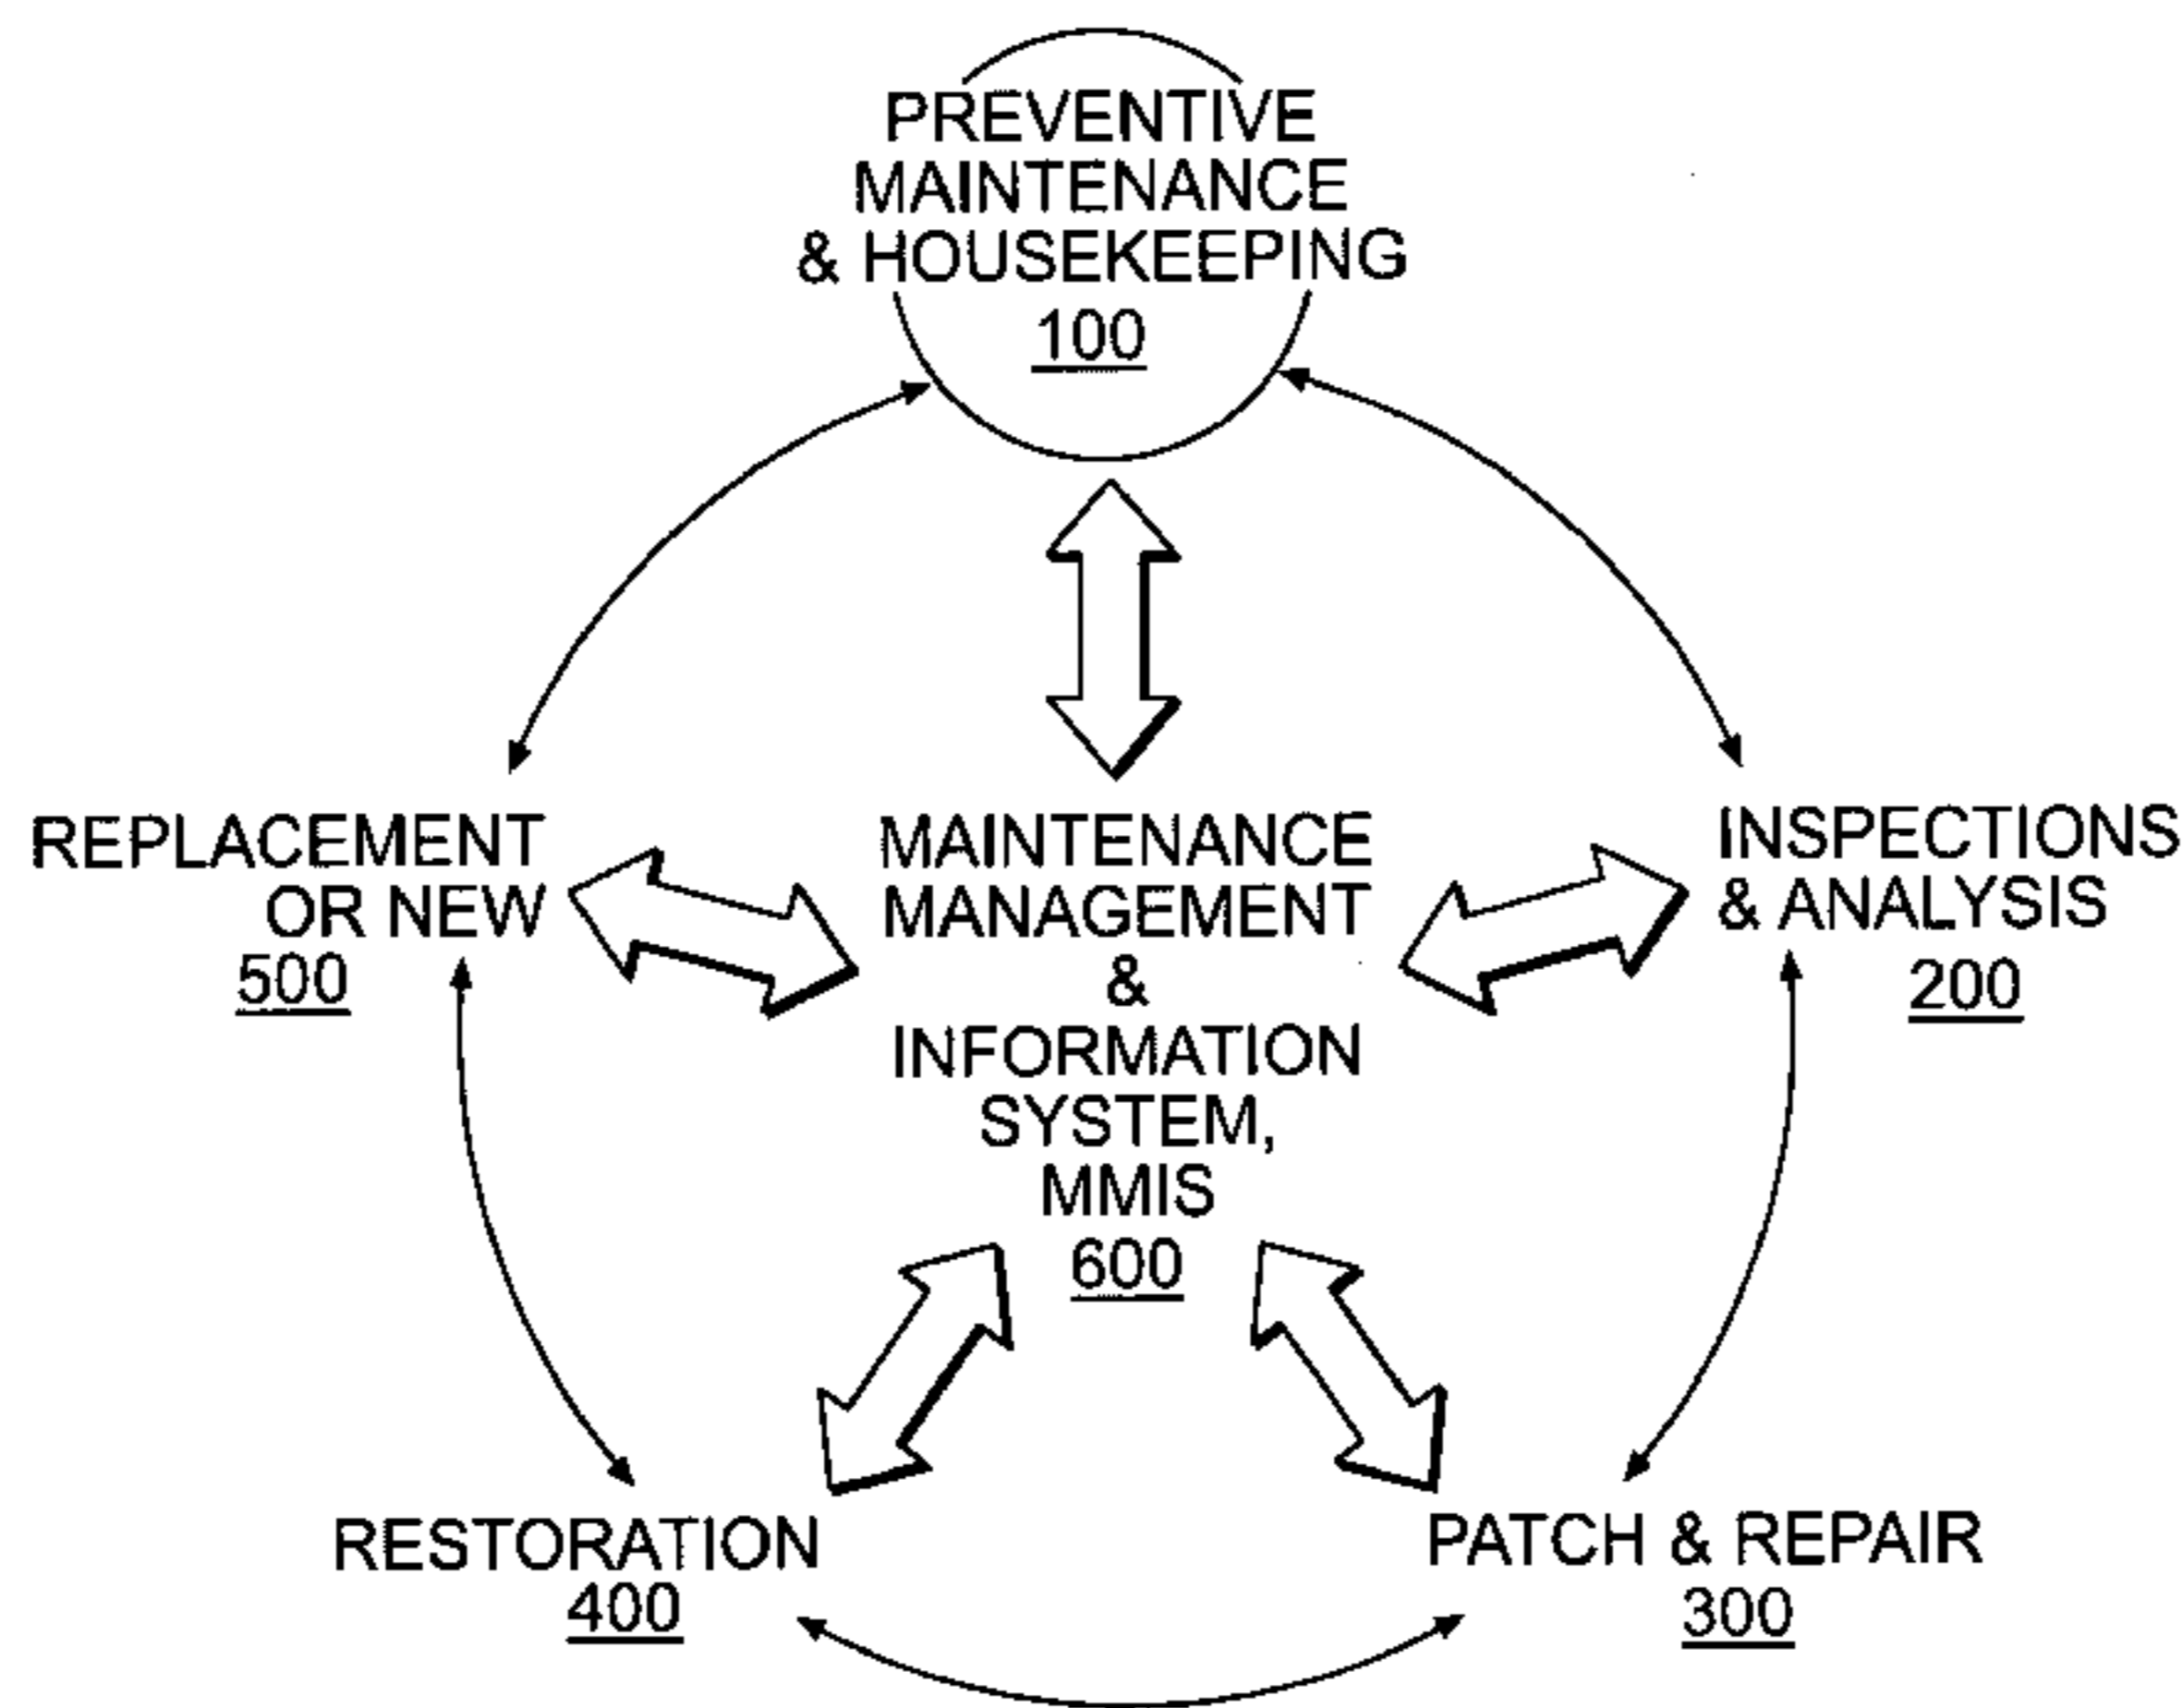 PREVENTIVE
MAINTENANCE
& HOUSEKEEPING
100
REPLACEMENT
OR NEW
500
MAINTENANCE
MANAGEMENT
&
INFORMATION
SYSTEM,
MMIS
600
INSPECTIONS
& ANALYSIS
200
RESTORATION
400
PATCH & REPAIR
300